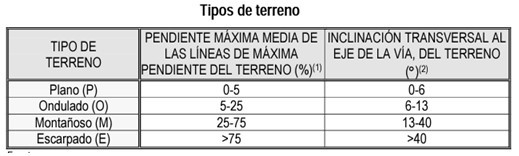 Tipos de terreno
TIPO DE TERRENO | PENDIENTE MÁXIMA MEDIA DE LAS LÍNEAS DE MÁXIMA PENDIENTE DEL TERRENO (%)(1) | INCLINACIÓN TRANSVERSAL AL EJE DE LA VÍA, DEL TERRENO (º)(2)
Plano (P) | 0-5 | 0-6
Ondulado (O) | 5-25 | 6-13
Montañoso (M) | 25-75 | 13-40
Escarpado (E) | >75 | >40